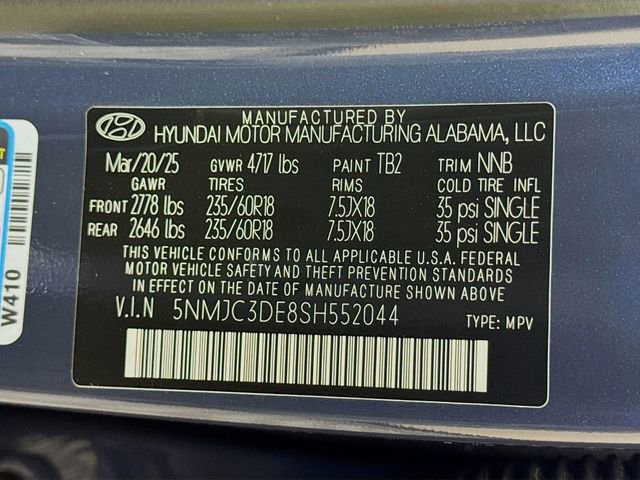 MANUFACTURED BY
HYUNDAI MOTOR MANUFACTURING ALABAMA, LLC
Mar/20/25 GVWR 4717 lbs PAINT TB2 TRIM NNB
GAWR TIRES RIMS COLD TIRE INFL
FRONT 2778 lbs 235/60R18 7.5JX18 35 psi SINGLE
REAR 2646 lbs 235/60R18 7.5JX18 35 psi SINGLE
THIS VEHICLE CONFORMS TO ALL APPLICABLE U.S.A. FEDERAL
MOTOR VEHICLE SAFETY AND THEFT PREVENTION STANDARDS
IN EFFECT ON THE DATE OF MANUFACTURE SHOWN ABOVE
V.I.N 5NMJC3DE8SH552044 TYPE: MPV
W410